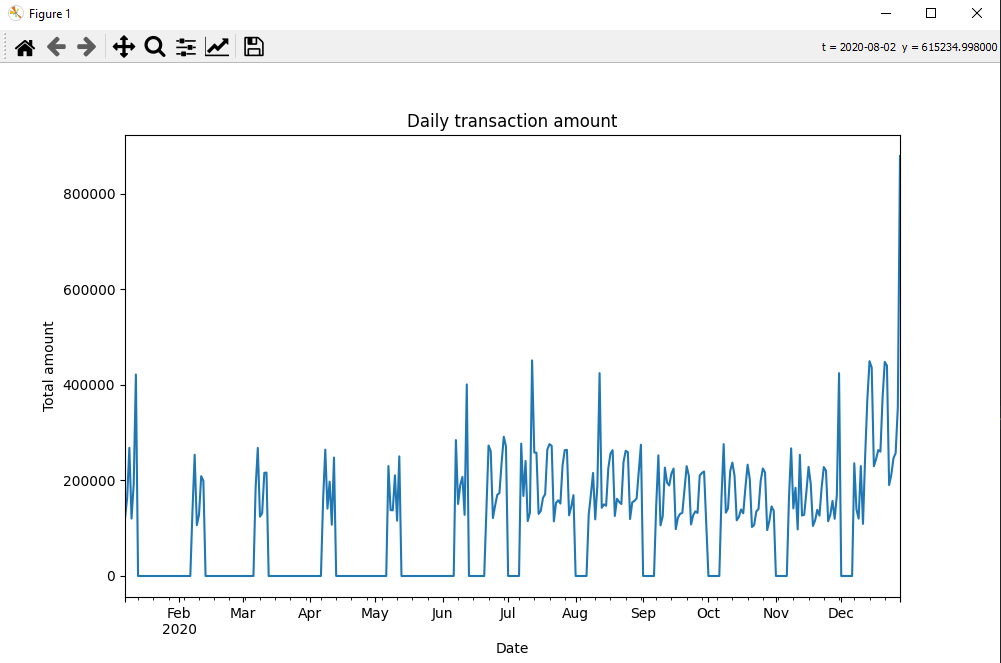 Figure 1
t = 2020-08-02 y = 615234.998000
Daily transaction amount
800000
600000
400000
200000
0
Total amount
Feb Mar Apr May Jun Jul Aug Sep Oct Nov Dec
2020
Date